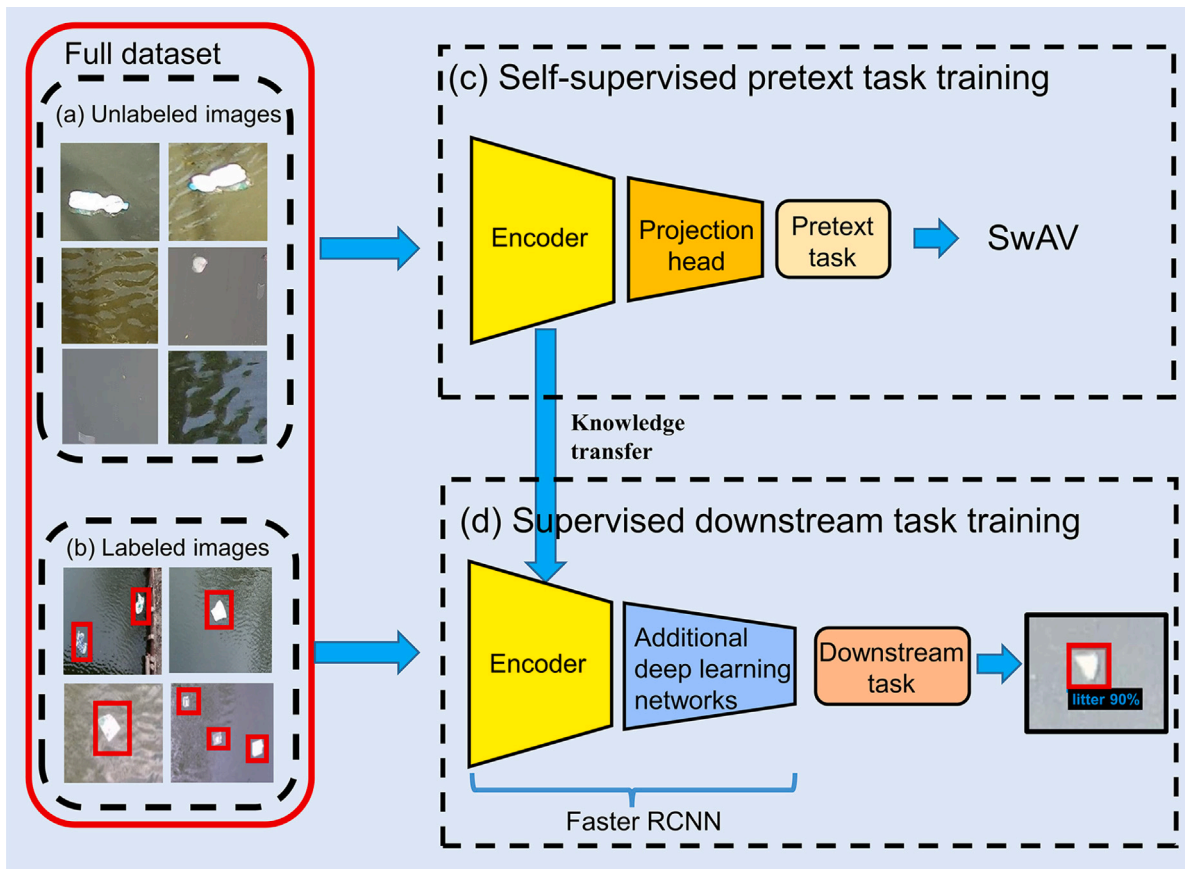 Full dataset
(a) Unlabeled images
(c) Self-supervised pretext task training
Encoder
Projection
head
Pretext
task
SwAV
Knowledge
transfer
(b) Labeled images
(d) Supervised downstream task training
Encoder
Additional
deep learning
networks
Downstream
task
litter 90%
Faster RCNN